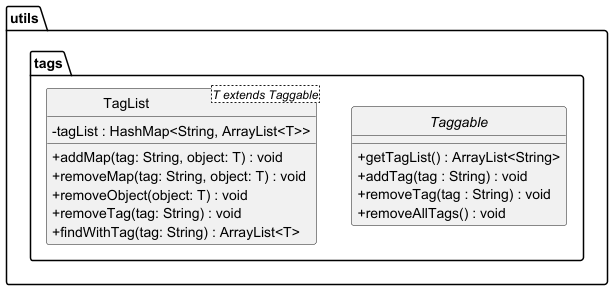 utils
tags
TagList
T extends Taggable
-tagList : HashMap<String, ArrayList<T>>
+addMap(tag: String, object: T) : void
+removeMap(tag: String, object: T) : void
+removeObject(object: T) : void
+removeTag(tag: String) : void
+findWithTag(tag: String) : ArrayList<T>
Taggable
+getTagList() : ArrayList<String>
+addTag(tag : String) : void
+removeTag(tag : String) : void
+removeAllTags() : void